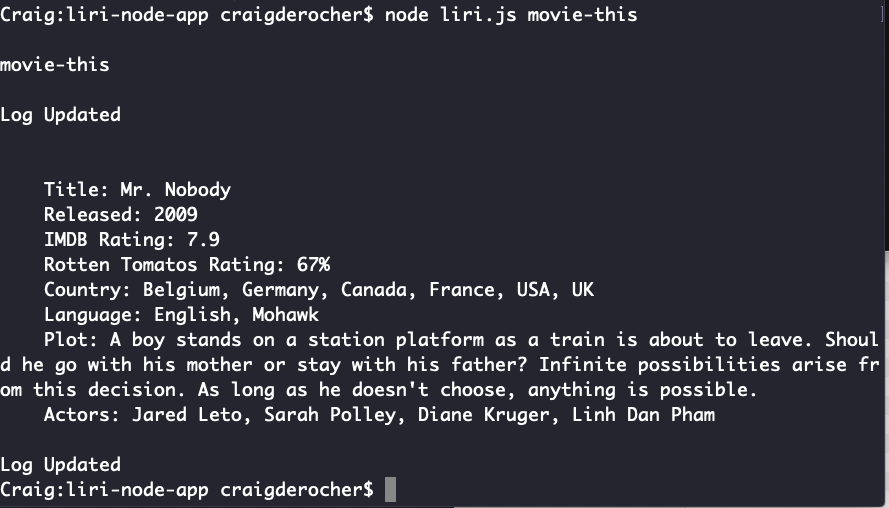 Craig:liri-node-app craigderocher$ node liri.js movie-this
movie-this
Log Updated
Title: Mr. Nobody
Released: 2009
IMDB Rating: 7.9
Rotten Tomatos Rating: 67%
Country: Belgium, Germany, Canada, France, USA, UK
Language: English, Mohawk
Plot: A boy stands on a station platform as a train is about to leave. Shoul
d he go with his mother or stay with his father? Infinite possibilities arise fr
om this decision. As long as he doesn't choose, anything is possible.
Actors: Jared Leto, Sarah Polley, Diane Kruger, Linh Dan Pham
Log Updated
Craig:liri-node-app craigderocher$